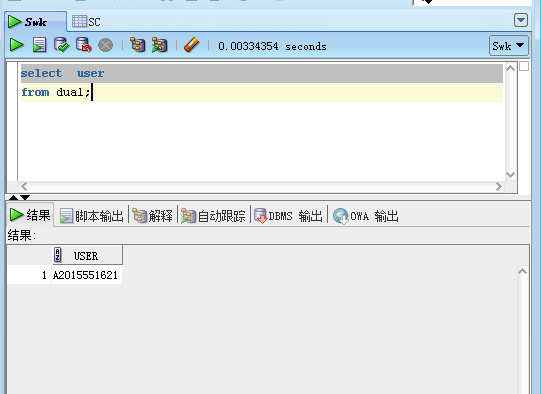 Swk SC
0.00334354 seconds Swk
select user
from dual;
结果 脚本输出 解释 自动跟踪 DBMS 输出 OWA 输出
结果:
USER
1 A2015551621